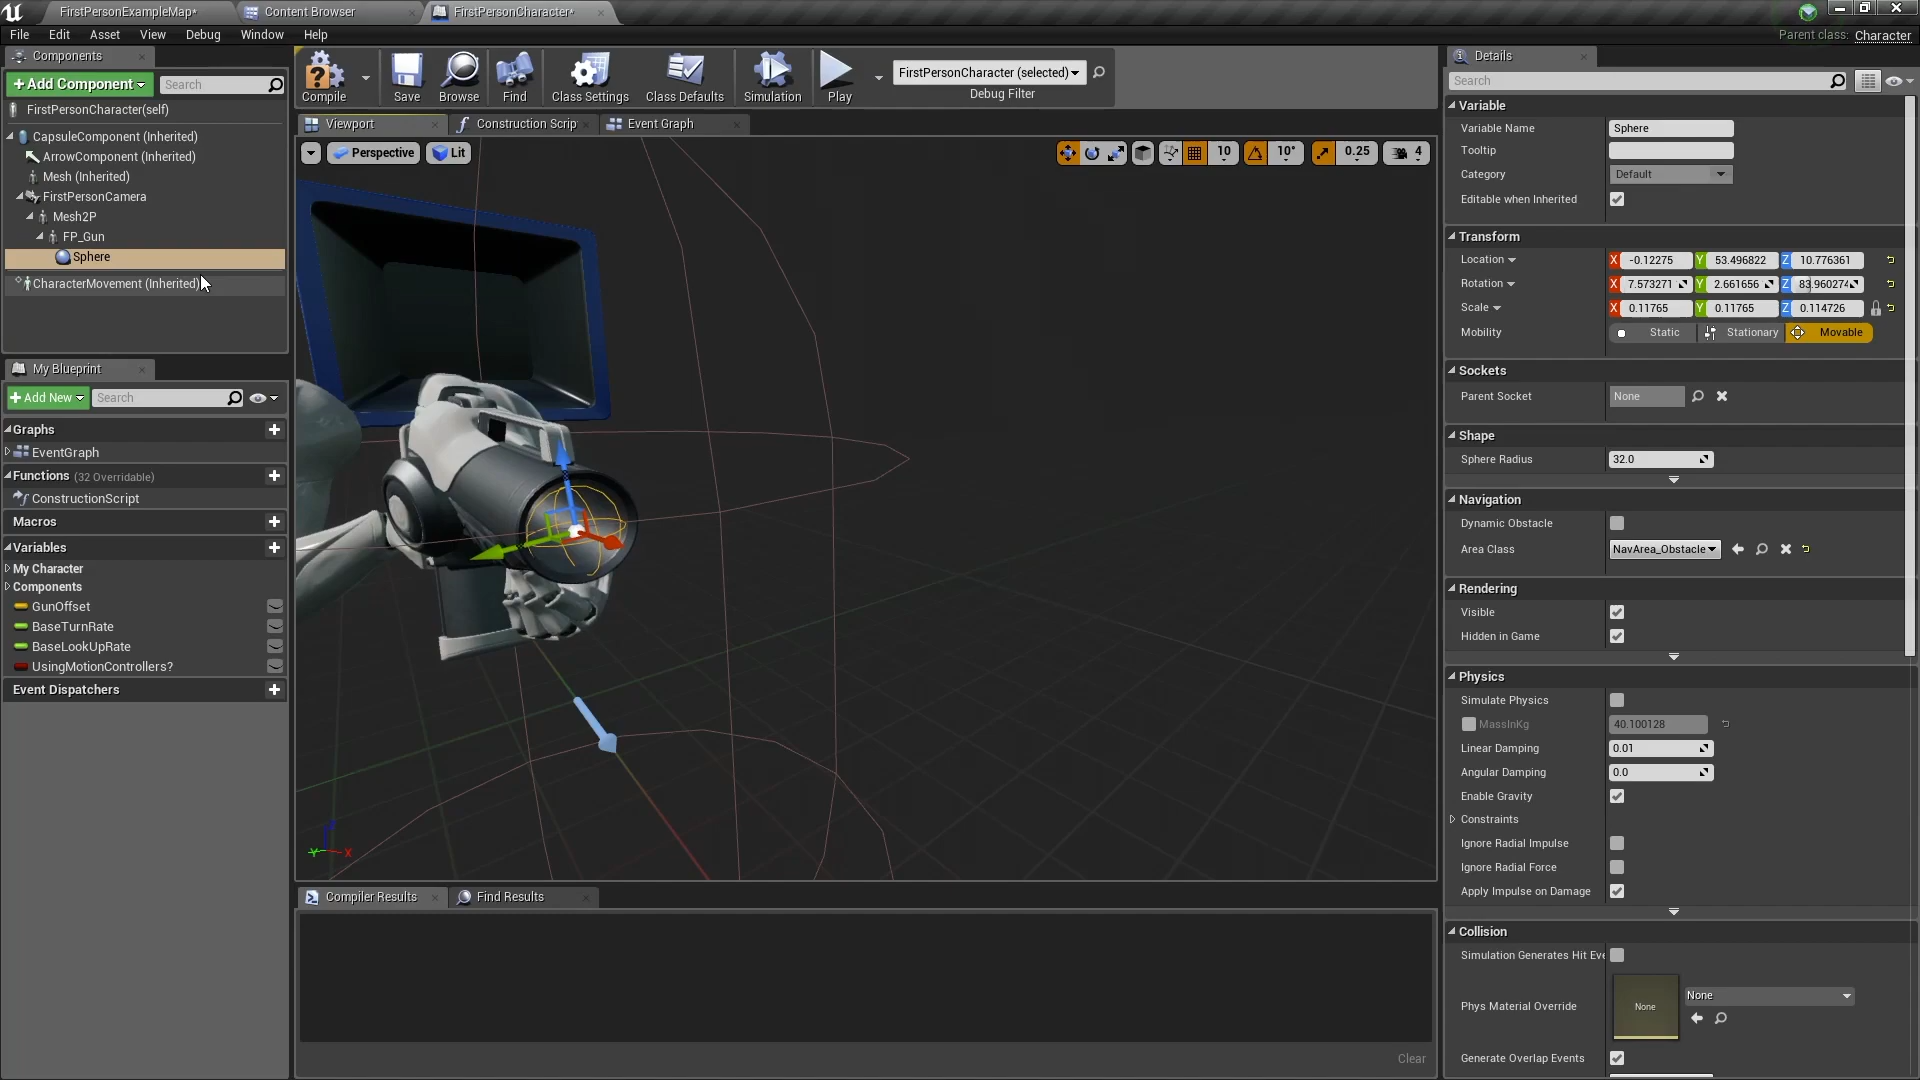 FirstPersonExampleMap*
Content Browser
FirstPersonCharacter*
File Edit Asset View Debug Window Help
Parent class: Character
Components
Add Component
Search
FirstPersonCharacter(self)
CapsuleComponent (Inherited)
ArrowComponent (Inherited)
Mesh (Inherited)
FirstPersonCamera
Mesh2P
FP_Gun
Sphere
CharacterMovement (Inherited)
My Blueprint
Add New
Search
Graphs
EventGraph
Functions (32 Overridable)
ConstructionScript
Macros
Variables
My Character
Components
GunOffset
BaseTurnRate
BaseLookUpRate
UsingMotionControllers?
Event Dispatchers
Compile
Save
Browse
Find
Class Settings
Class Defaults
Simulation
Play
FirstPersonCharacter (selected)
Debug Filter
Viewport
Construction Scrip
Event Graph
Perspective
Lit
10
10°
0.25
4
X
Y
Compiler Results
Find Results
Clear
Details
Search
Variable
Variable Name Sphere
Tooltip
Category Default
Editable when Inherited
Transform
Location X -0.12275 Y 53.496822 Z 10.776361
Rotation X 7.573271 Y 2.661656 Z 83.960274
Scale X 0.11765 Y 0.11765 Z 0.114726
Mobility Static Stationary Movable
Sockets
Parent Socket None
Shape
Sphere Radius 32.0
Navigation
Dynamic Obstacle
Area Class NavArea_Obstacle
Rendering
Visible
Hidden in Game
Physics
Simulate Physics
MassInKg 40.100128
Linear Damping 0.01
Angular Damping 0.0
Enable Gravity
Constraints
Ignore Radial Impulse
Ignore Radial Force
Apply Impulse on Damage
Collision
Simulation Generates Hit Eve
Phys Material Override None None
Generate Overlap Events